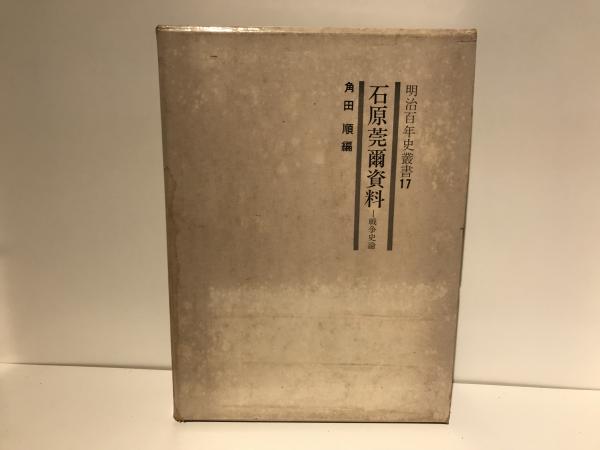 明治百年史叢書17
石原莞爾資料―戦争史論
角田順編